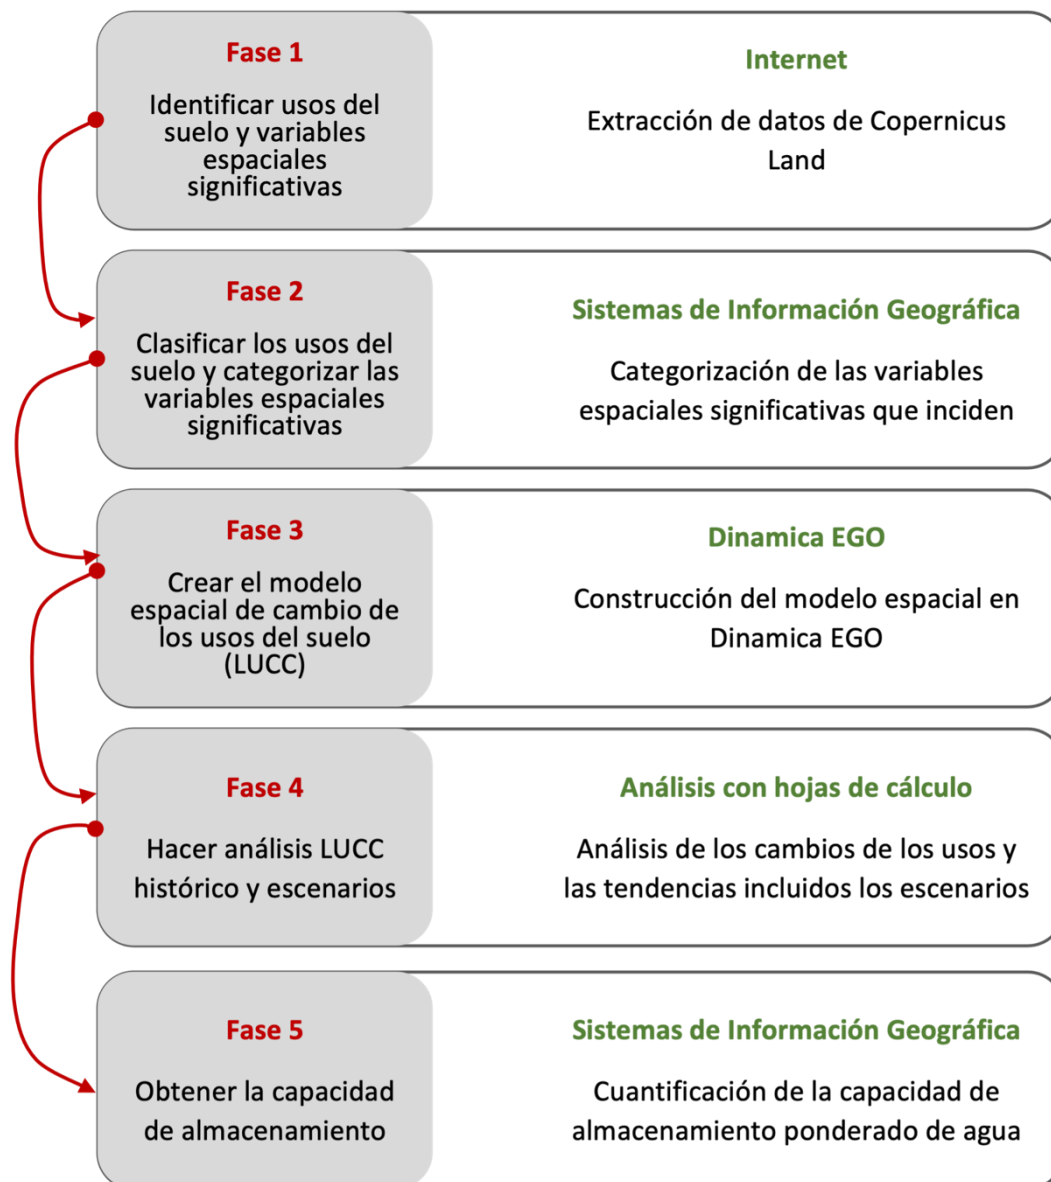 Fase 1
Identificar usos del
suelo y variables
espaciales
significativas
Internet
Extracción de datos de Copernicus
Land
Fase 2
Clasificar los usos del
suelo y categorizar las
variables espaciales
significativas
Sistemas de Información Geográfica
Categorización de las variables
espaciales significativas que inciden
Fase 3
Crear el modelo
espacial de cambio de
los usos del suelo
(LUCC)
Dinamica EGO
Construcción del modelo espacial en
Dinamica EGO
Fase 4
Hacer análisis LUCC
histórico y escenarios
Análisis con hojas de cálculo
Análisis de los cambios de los usos y
las tendencias incluidos los escenarios
Fase 5
Obtener la capacidad
de almacenamiento
Sistemas de Información Geográfica
Cuantificación de la capacidad de
almacenamiento ponderado de agua